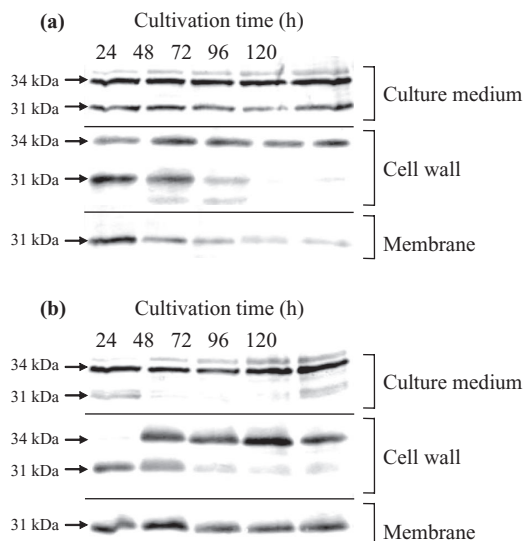 (a) Cultivation time (h)
24 48 72 96 120
34 kDa
31 kDa
Culture medium
34 kDa
31 kDa
Cell wall
31 kDa
Membrane
(b) Cultivation time (h)
24 48 72 96 120
34 kDa
31 kDa
Culture medium
34 kDa
31 kDa
Cell wall
31 kDa
Membrane